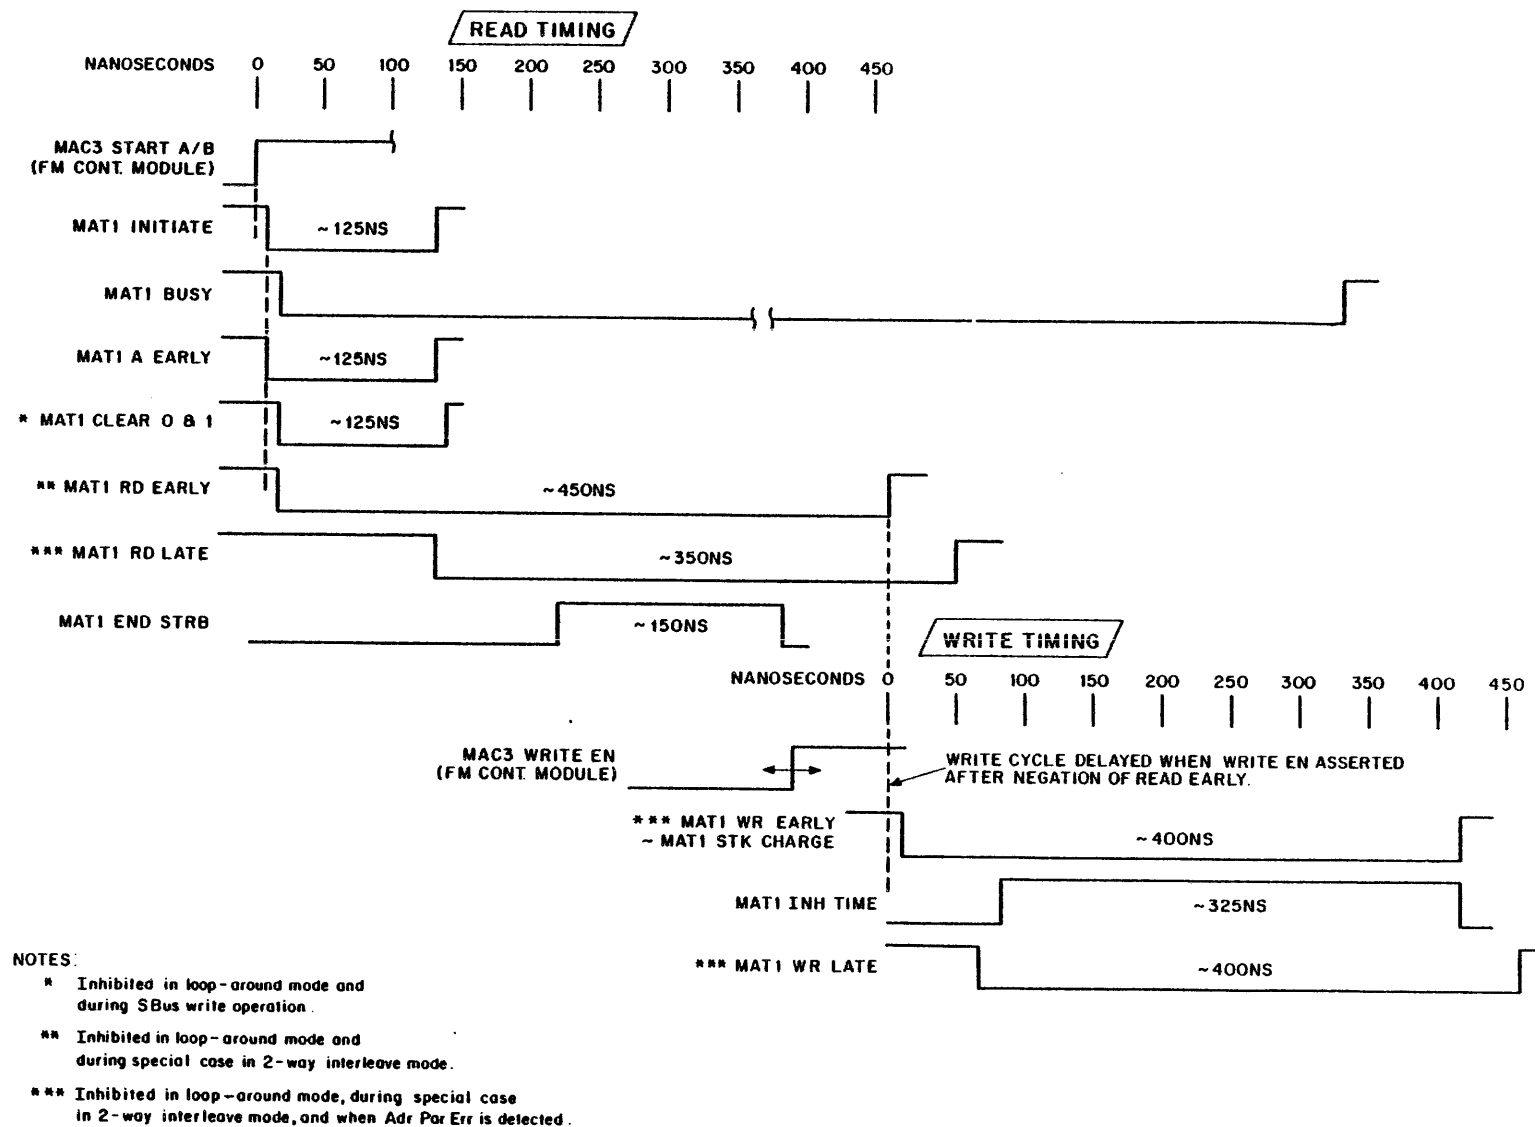 READ TIMING
NANOSECONDS 0 50 100 150 200 250 300 350 400 450
MAC3 START A/B
(FM CONT. MODULE)
MAT1 INITIATE ~125NS
MAT1 BUSY
MAT1 A EARLY ~125NS
* MAT1 CLEAR 0 & 1 ~125NS
** MAT1 RD EARLY ~450NS
*** MAT1 RD LATE ~350NS
MAT1 END STRB ~150NS
WRITE TIMING
NANOSECONDS 0 50 100 150 200 250 300 350 400 450
MAC3 WRITE EN
(FM CONT. MODULE)
WRITE CYCLE DELAYED WHEN WRITE EN ASSERTED
AFTER NEGATION OF READ EARLY.
*** MAT1 WR EARLY
~ MAT1 STK CHARGE ~400NS
MAT1 INH TIME ~325NS
*** MAT1 WR LATE ~400NS
NOTES:
* Inhibited in loop-around mode and
during SBus write operation.
** Inhibited in loop-around mode and
during special case in 2-way interleave mode.
*** Inhibited in loop-around mode, during special case
in 2-way interleave mode, and when Adr Par Err is detected.